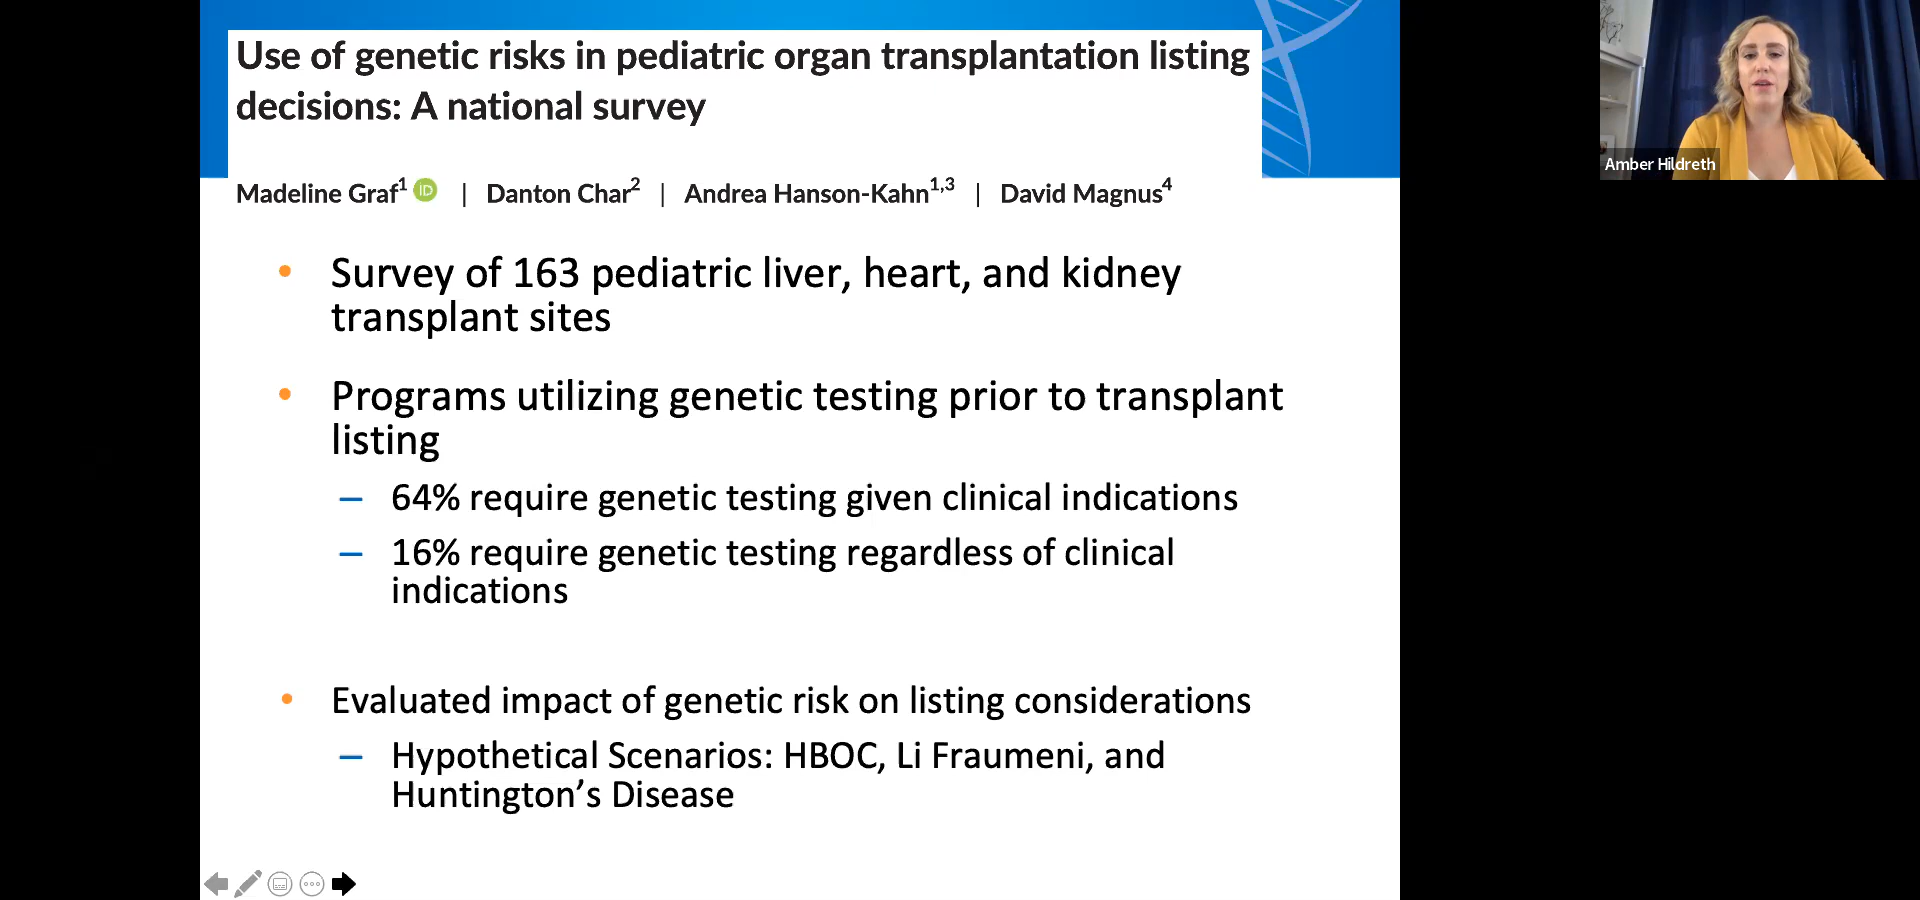 Use of genetic risks in pediatric organ transplantation listing
decisions: A national survey
Madeline Graf1 iD | Danton Char2 | Andrea Hanson-Kahn1,3 | David Magnus4
• Survey of 163 pediatric liver, heart, and kidney
transplant sites
• Programs utilizing genetic testing prior to transplant
listing
– 64% require genetic testing given clinical indications
– 16% require genetic testing regardless of clinical
indications
• Evaluated impact of genetic risk on listing considerations
– Hypothetical Scenarios: HBOC, Li Fraumeni, and
Huntington’s Disease
Amber Hildreth